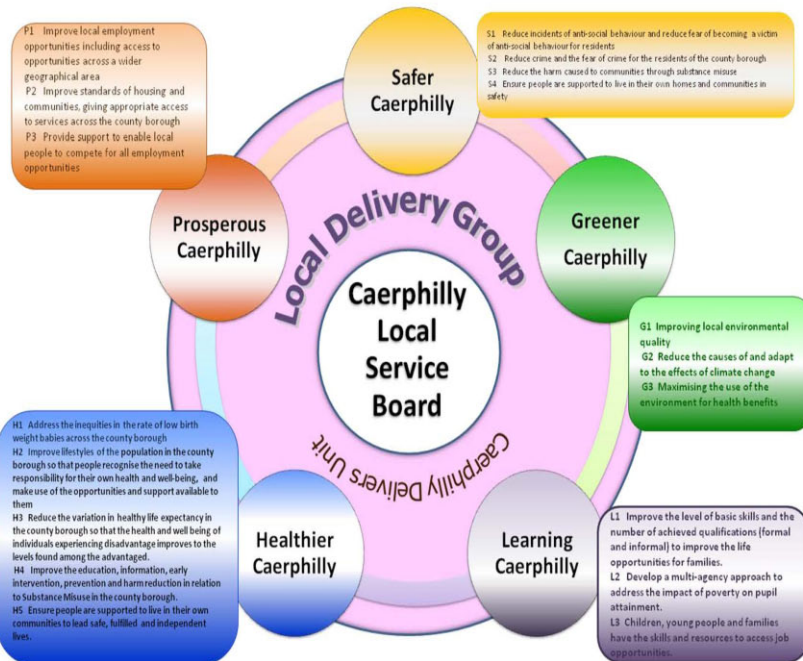 P1 Improve local employment
opportunities including access to
opportunities across a wider
geographical area
P2 Improve standards of housing and
communities, giving appropriate access
to services across the county borough
P3 Provide support to enable local
people to compete for all employment
opportunities
S1 Reduce incidents of anti-social behaviour and reduce fear of becoming a victim
of anti-social behaviour for residents
S2 Reduce crime and the fear of crime for the residents of the county borough
S3 Reduce the harm caused to communities through substance misuse
S4 Ensure people are supported to live in their own homes and communities in
safety
Safer
Caerphilly
Prosperous
Caerphilly
Local Delivery Group
Greener
Caerphilly
Caerphilly
Local
Service
Board
G1 Improving local environmental
quality
G2 Reduce the causes of and adapt
to the effects of climate change
G3 Maximising the use of the
environment for health benefits
Caerphilly Delivers Unit
H1 Address the inequities in the rate of low birth
weight babies across the county borough
H2 Improve lifestyles of the population in the county
borough so that people recognise the need to take
responsibility for their own health and well-being, and
make use of the opportunities and support available to
them
H3 Reduce the variation in healthy life expectancy in
the county borough so that the health and well being of
individuals experiencing disadvantage improves to the
levels found among the advantaged.
H4 Improve the education, information, early
intervention, prevention and harm reduction in relation
to Substance Misuse in the county borough.
H5 Ensure people are supported to live in their own
communities to lead safe, fulfilled and independent
lives.
Healthier
Caerphilly
Learning
Caerphilly
L1 Improve the level of basic skills and the
number of achieved qualifications (formal
and informal) to improve the life
opportunities for families.
L2 Develop a multi-agency approach to
address the impact of poverty on pupil
attainment.
L3 Children, young people and families
have the skills and resources to access job
opportunities.